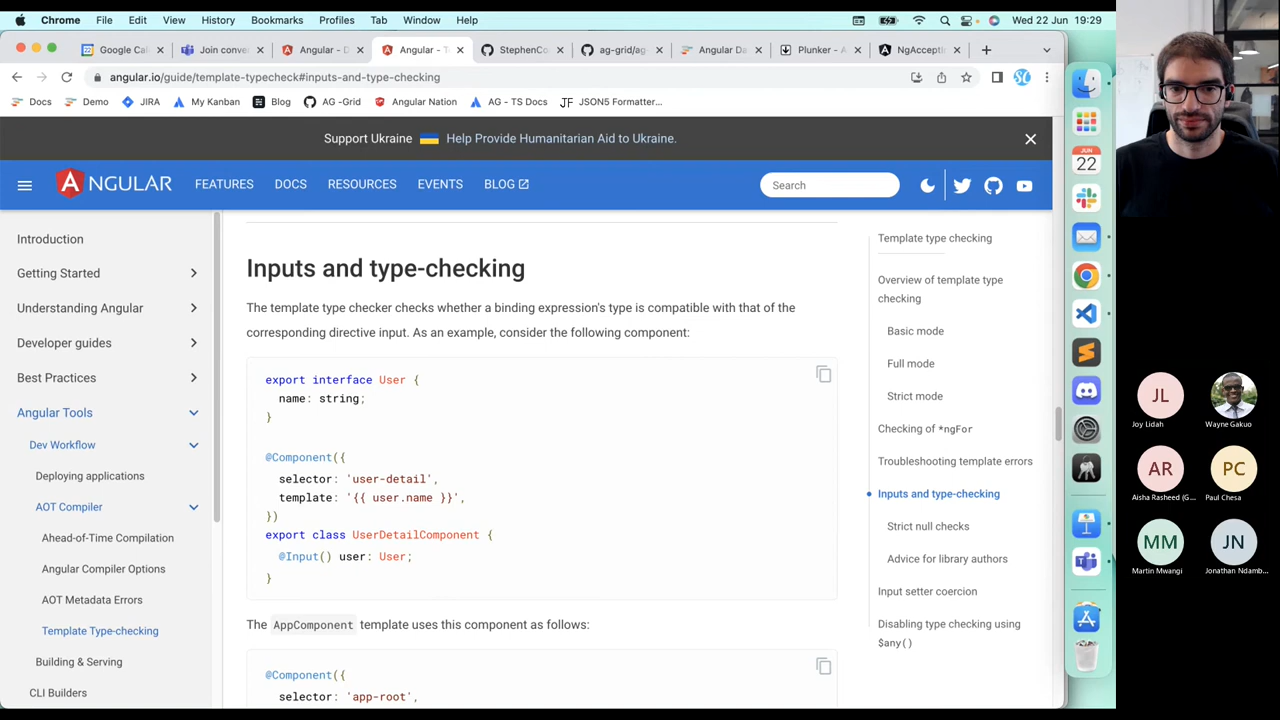 Chrome File Edit View History Bookmarks Profiles Tab Window Help Wed 22 Jun 19:29
Google Cal Join conver Angular - D Angular - T StephenCo ag-grid/ag Angular Da Plunker - A NgAccepti
angular.io/guide/template-typecheck#inputs-and-type-checking
Docs Demo JIRA My Kanban Blog AG -Grid Angular Nation AG - TS Docs JF JSON5 Formatter...
Support Ukraine Help Provide Humanitarian Aid to Ukraine.
ANGULAR FEATURES DOCS RESOURCES EVENTS BLOG Search
Introduction
Getting Started
Understanding Angular
Developer guides
Best Practices
Angular Tools
Dev Workflow
Deploying applications
AOT Compiler
Ahead-of-Time Compilation
Angular Compiler Options
AOT Metadata Errors
Template Type-checking
Building & Serving
CLI Builders
Inputs and type-checking
The template type checker checks whether a binding expression's type is compatible with that of the
corresponding directive input. As an example, consider the following component:
export interface User {
name: string;
}
@Component({
selector: 'user-detail',
template: '{{ user.name }}',
})
export class UserDetailComponent {
@Input() user: User;
}
The AppComponent template uses this component as follows:
@Component({
selector: 'app-root',
Template type checking
Overview of template type
checking
Basic mode
Full mode
Strict mode
Checking of *ngFor
Troubleshooting template errors
Inputs and type-checking
Strict null checks
Advice for library authors
Input setter coercion
Disabling type checking using
$any()
JUN
22
JL
Joy Lidah Wayne Gakuo
AR PC
Aisha Rasheed (G... Paul Chesa
MM JN
Martin Mwangi Jonathan Ndamb...